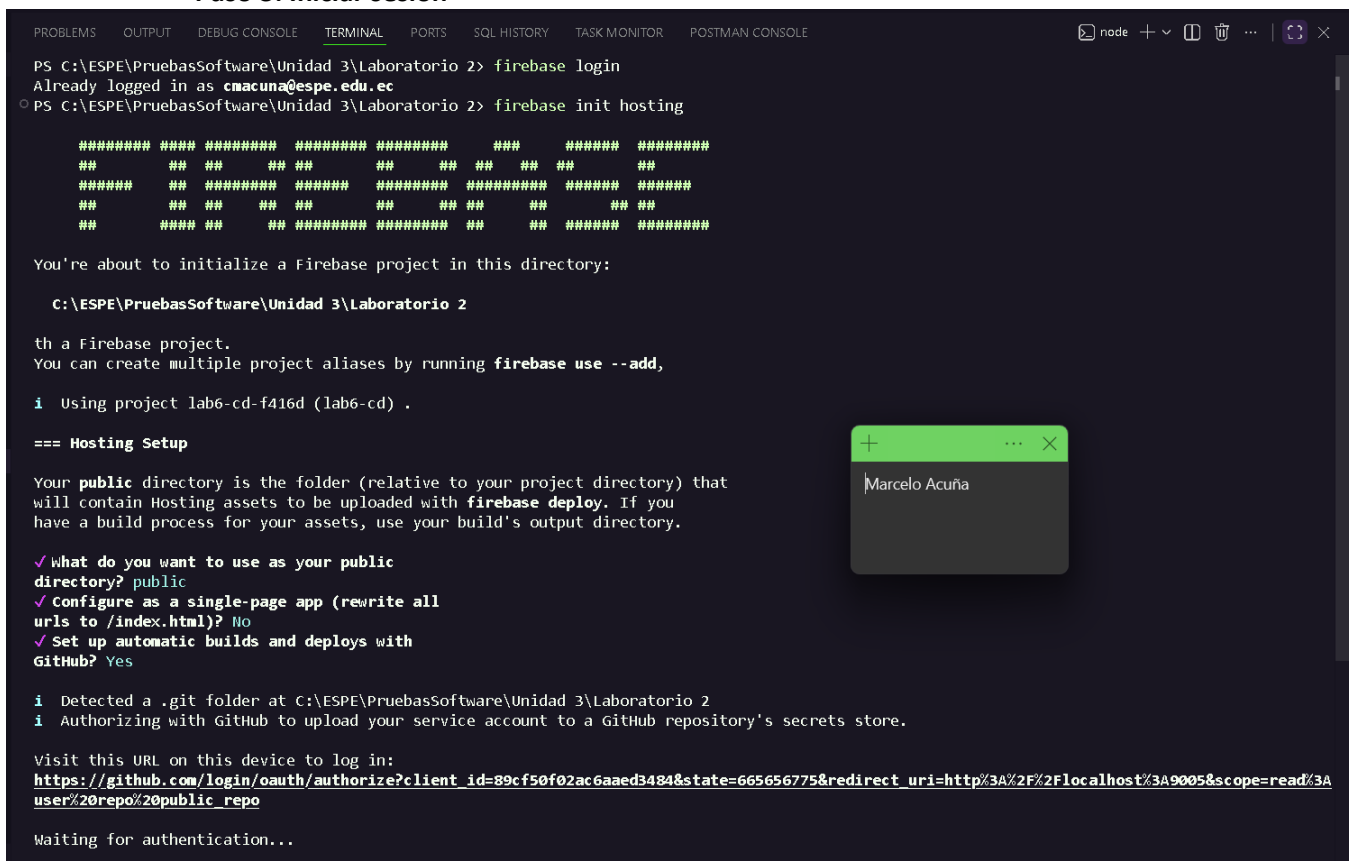 PROBLEMS OUTPUT DEBUG CONSOLE TERMINAL PORTS SQL HISTORY TASK MONITOR POSTMAN CONSOLE node
PS C:\ESPE\PruebasSoftware\Unidad 3\Laboratorio 2> firebase login
Already logged in as cmacuna@espe.edu.ec
PS C:\ESPE\PruebasSoftware\Unidad 3\Laboratorio 2> firebase init hosting
######## #### ######## ######## ######## ### ###### ########
## ## ## ## ## ## ## ## ## ## ##
###### ## ######## ###### ######## ######### ###### ######
## ## ## ## ## ## ## ## ## ## ##
## #### ## ## ######## ######## ## ## ###### ########
You're about to initialize a Firebase project in this directory:
C:\ESPE\PruebasSoftware\Unidad 3\Laboratorio 2
th a Firebase project.
You can create multiple project aliases by running firebase use --add,
i Using project lab6-cd-f416d (lab6-cd) .
=== Hosting Setup
Your public directory is the folder (relative to your project directory) that
will contain Hosting assets to be uploaded with firebase deploy. If you
have a build process for your assets, use your build's output directory.
Marcelo Acuña
✓ What do you want to use as your public
directory? public
✓ Configure as a single-page app (rewrite all
urls to /index.html)? No
✓ Set up automatic builds and deploys with
GitHub? Yes
i Detected a .git folder at C:\ESPE\PruebasSoftware\Unidad 3\Laboratorio 2
i Authorizing with GitHub to upload your service account to a GitHub repository's secrets store.
Visit this URL on this device to log in:
https://github.com/login/oauth/authorize?client_id=89cf50f02ac6aaed3484&state=665656775&redirect_uri=http%3A%2F%2Flocalhost%3A9005&scope=read%3A
user%20repo%20public_repo
Waiting for authentication...